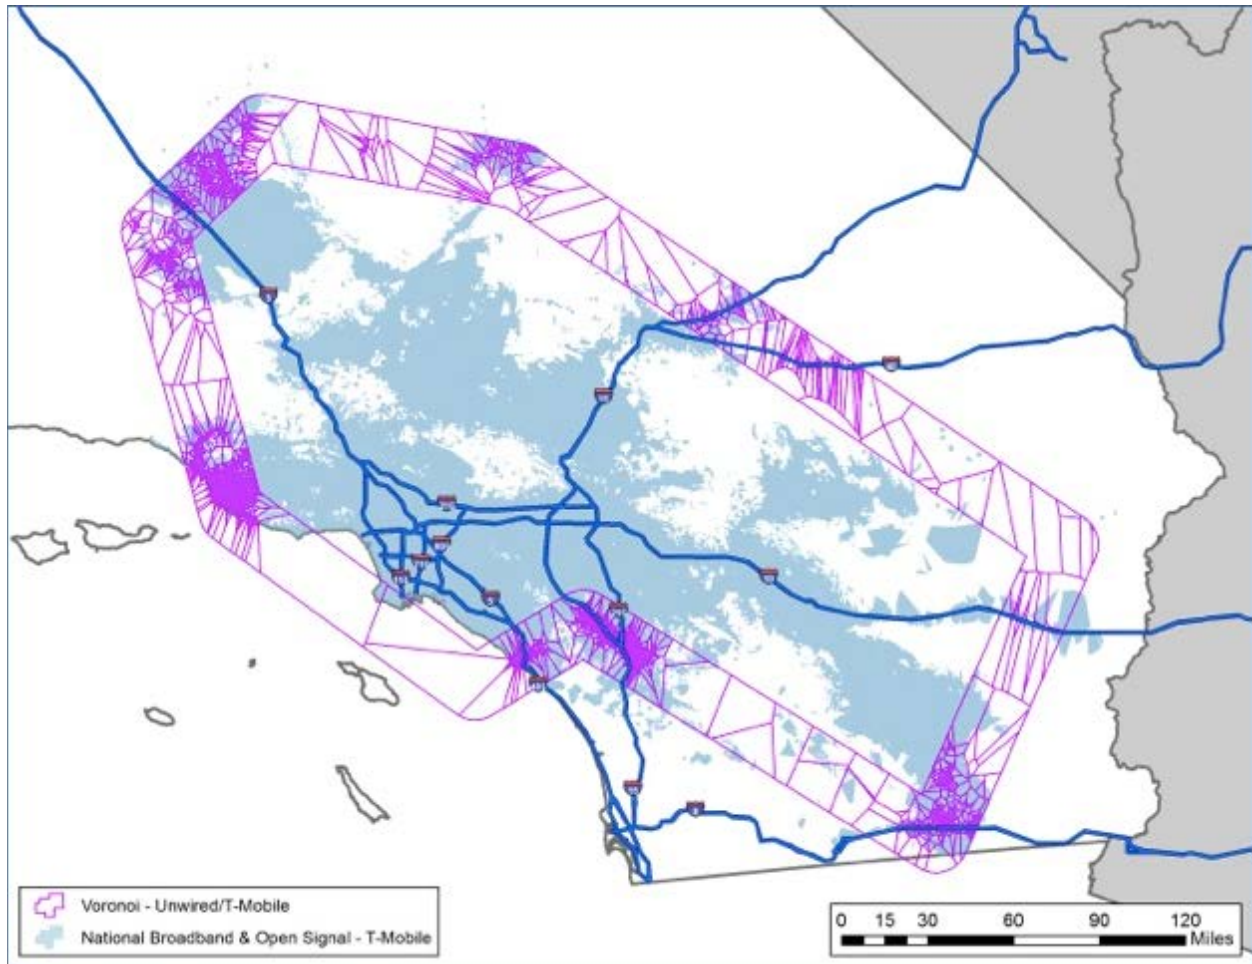 Voronoi - Unwired/T-Mobile
National Broadband & Open Signal - T-Mobile
0 15 30 60 90 120
Miles